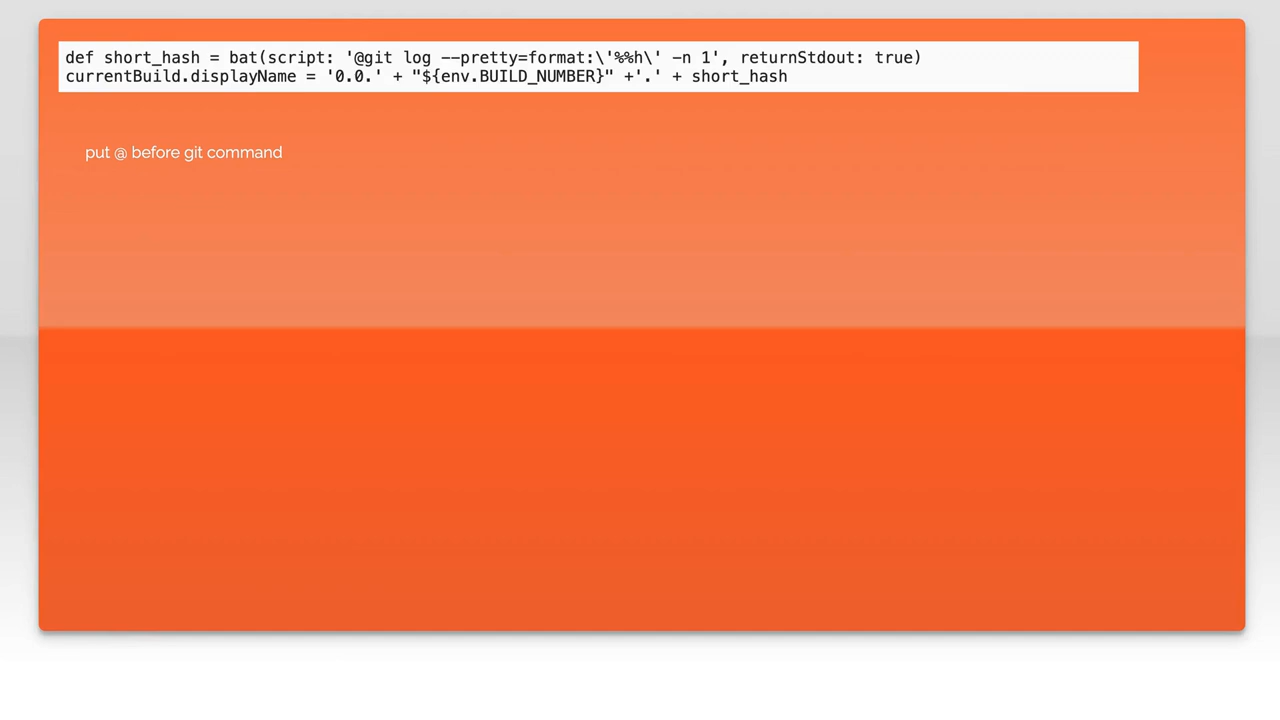 def short_hash = bat(script: '@git log --pretty=format:\'%%h\' -n 1', returnStdout: true)
currentBuild.displayName = '0.0.' + "${env.BUILD_NUMBER}" +'.' + short_hash
put @ before git command